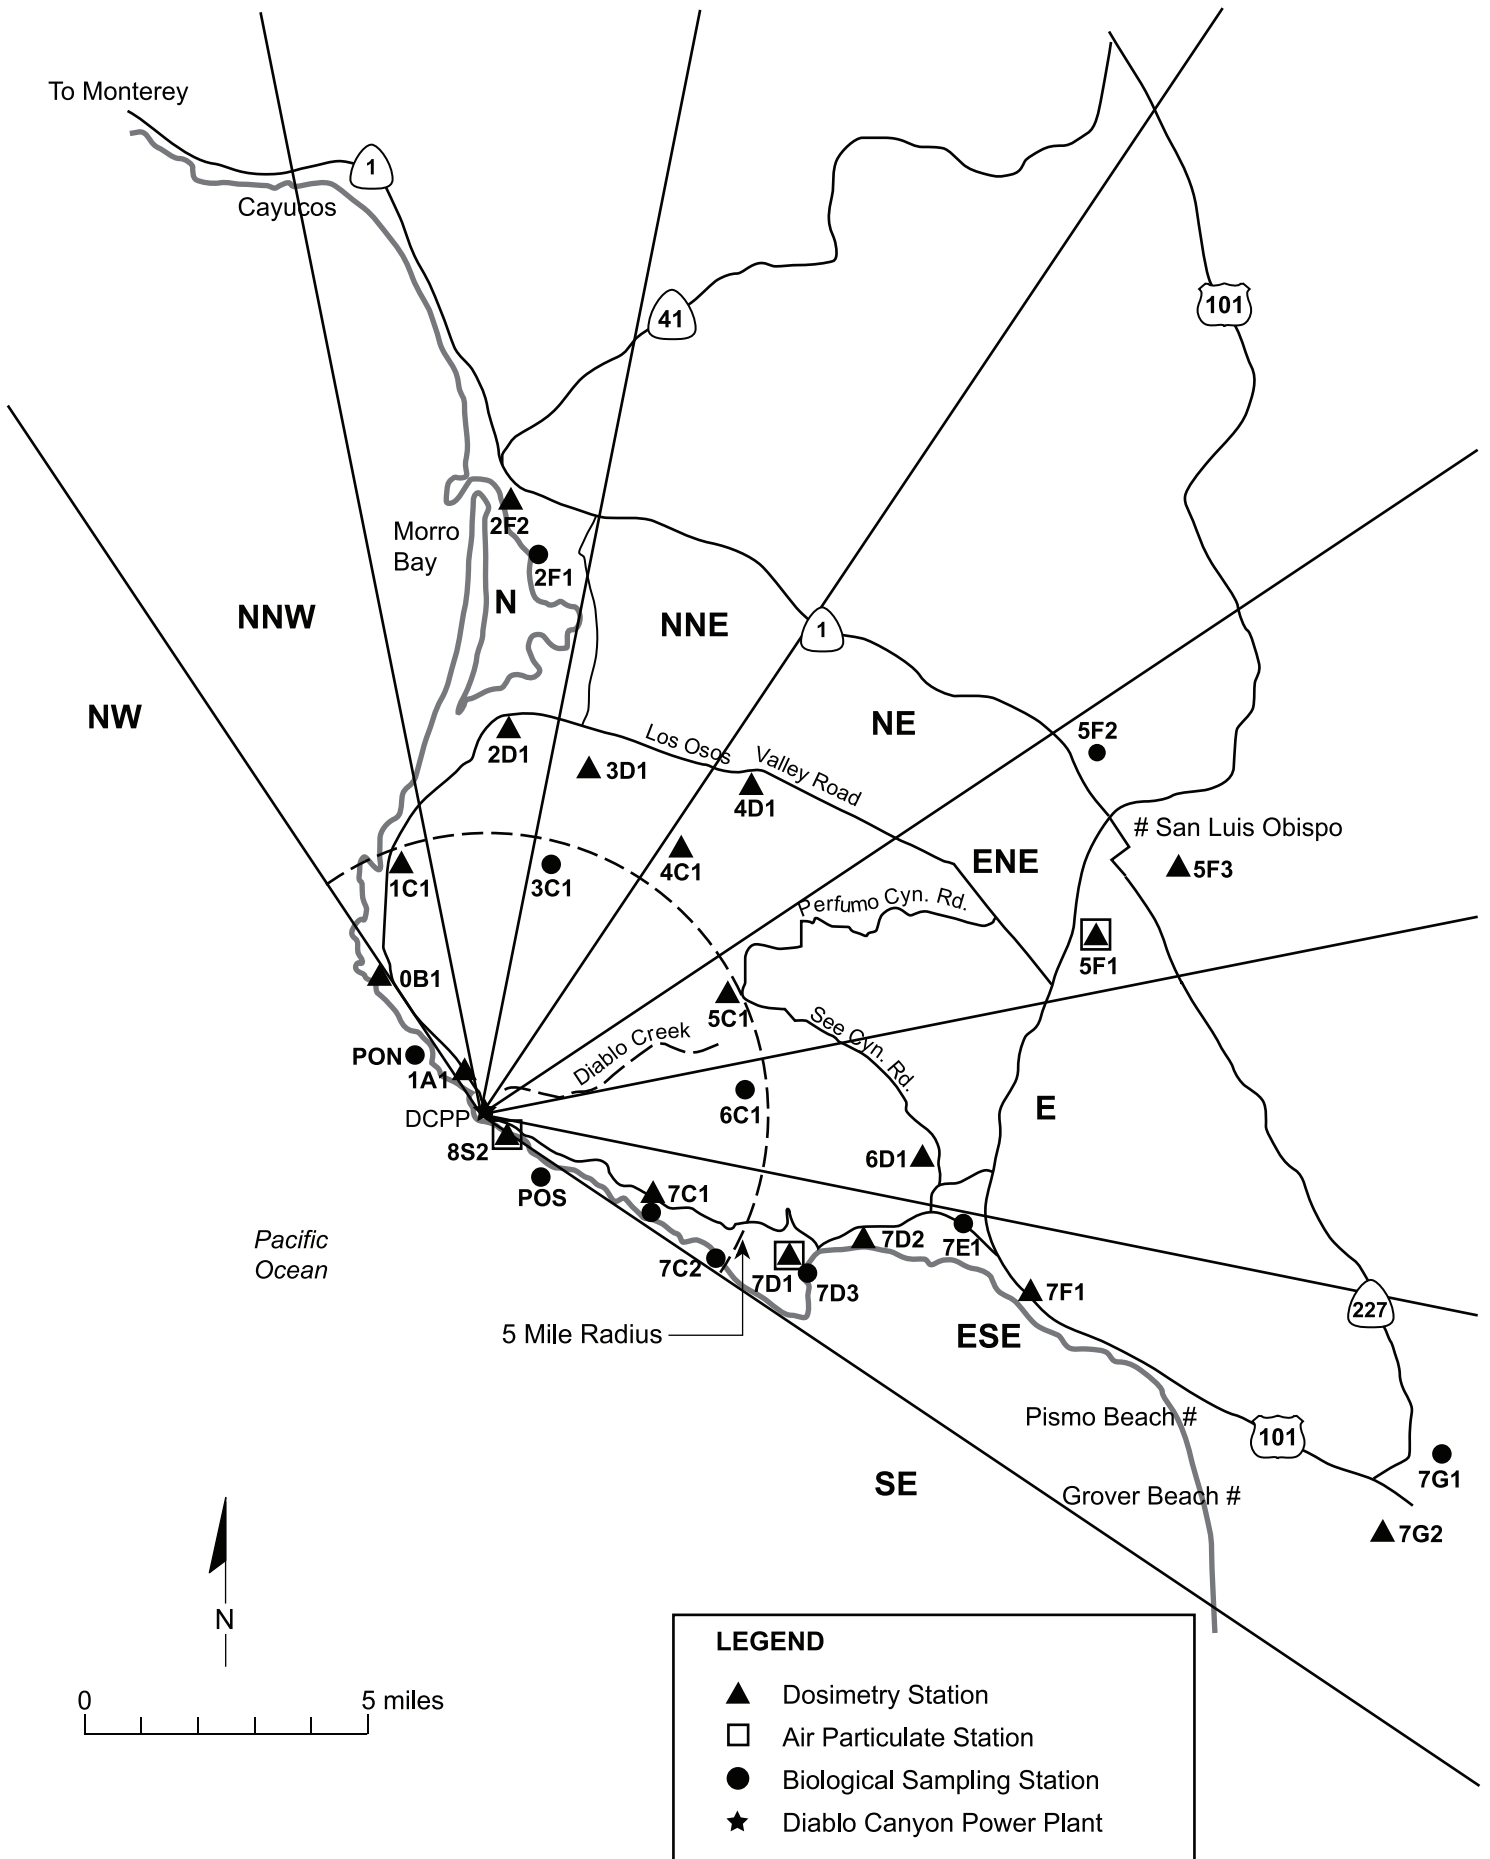 To Monterey
1
Cayucos
41
101
Morro
Bay
2F2
2F1
N
NNW
NNE
1
NW
NE
5F2
2D1
3D1
Los Osos Valley Road
4D1
# San Luis Obispo
ENE
5F3
1C1
3C1
4C1
Perfumo Cyn. Rd.
5F1
0B1
5C1
See Cyn. Rd.
Diablo Creek
PON
1A1
6C1
E
DCPP
8S2
6D1
POS
7C1
Pacific
Ocean
7C2
7D1
7D2
7E1
7D3
7F1
5 Mile Radius
ESE
227
Pismo Beach #
101
7G1
SE
Grover Beach #
7G2
N
0 5 miles
LEGEND
Dosimetry Station
Air Particulate Station
Biological Sampling Station
Diablo Canyon Power Plant